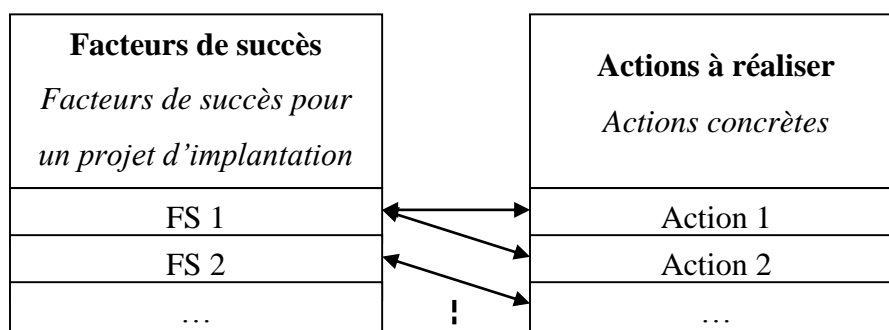 Facteurs de succès
Facteurs de succès pour
un projet d'implantation
FS 1
FS 2
…
Actions à réaliser
Actions concrètes
Action 1
Action 2
…